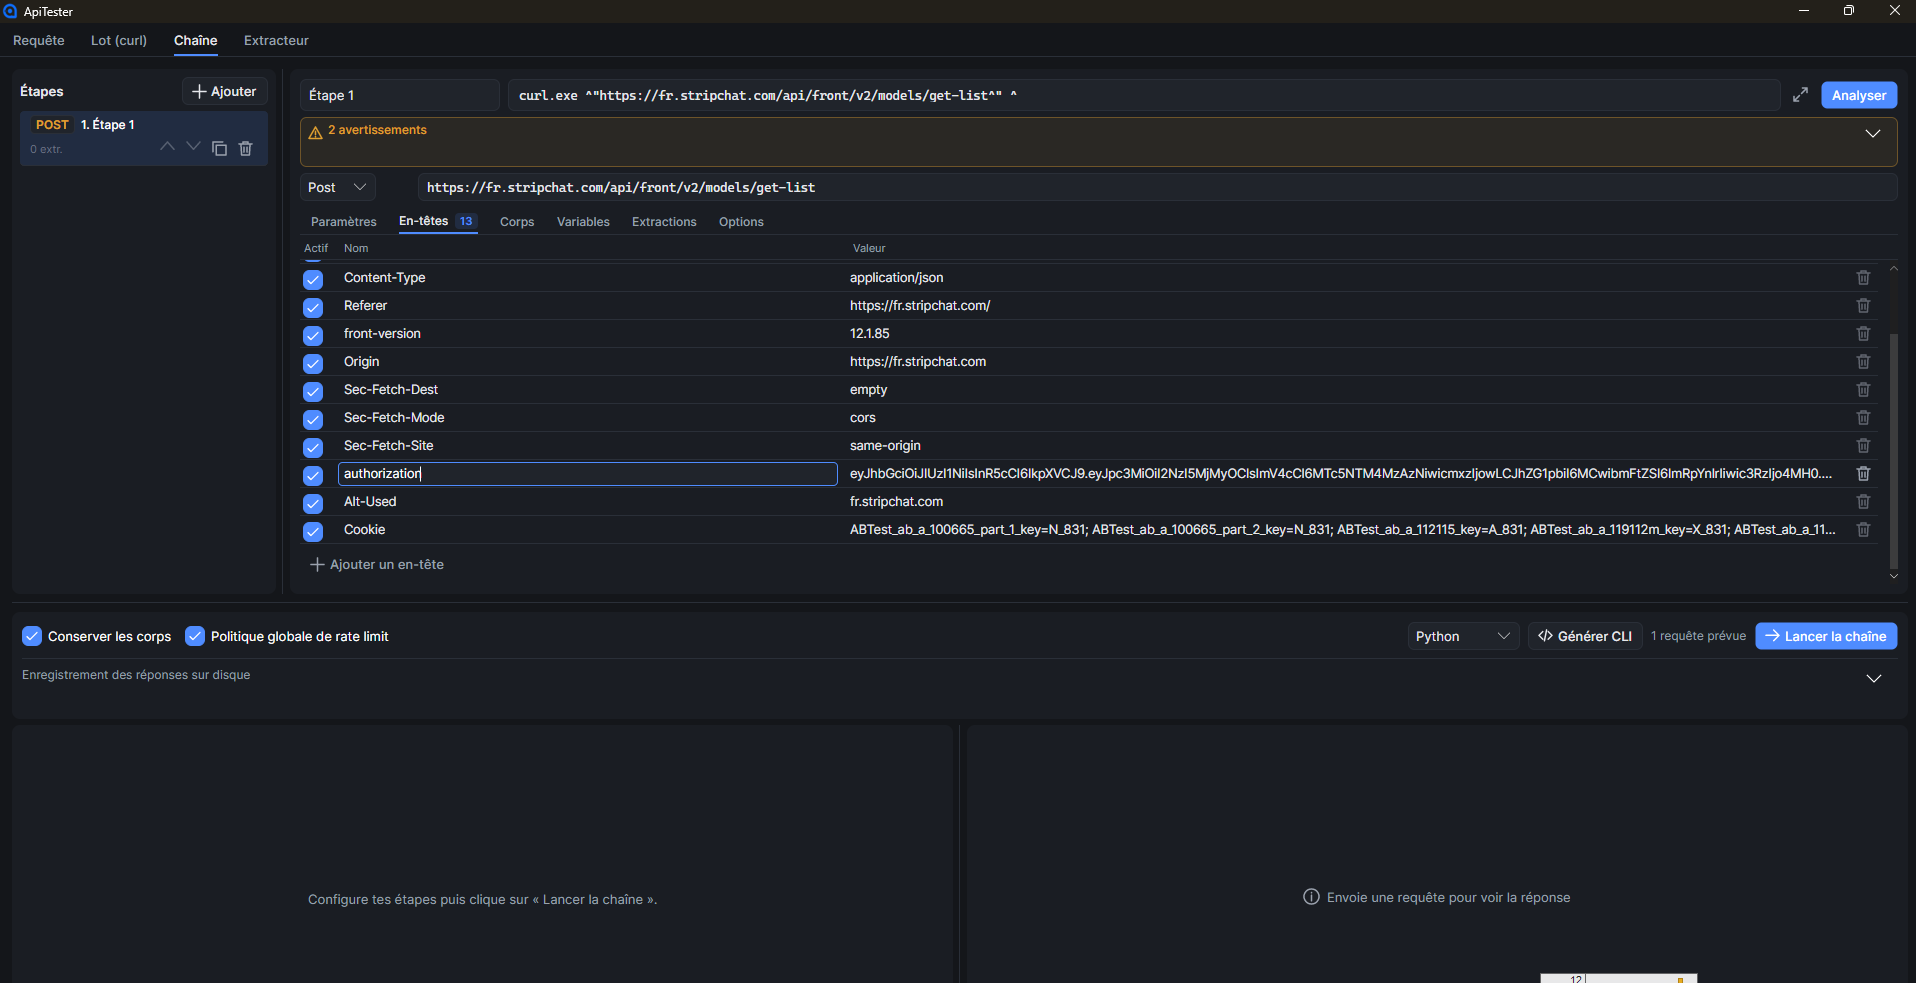 ApiTester
Requête Lot (curl) Chaîne Extracteur
Étapes
Ajouter
POST 1. Étape 1
0 extr.
Étape 1
curl.exe ^"https://fr.stripchat.com/api/front/v2/models/get-list^" ^
Analyser
2 avertissements
Post
https://fr.stripchat.com/api/front/v2/models/get-list
Paramètres En-têtes 13 Corps Variables Extractions Options
Actif Nom Valeur
Content-Type application/json
Referer https://fr.stripchat.com/
front-version 12.1.85
Origin https://fr.stripchat.com
Sec-Fetch-Dest empty
Sec-Fetch-Mode cors
Sec-Fetch-Site same-origin
authorization
Alt-Used fr.stripchat.com
Cookie ABTest_ab_a_100665_part_1_key=N_831; ABTest_ab_a_100665_part_2_key=N_831; ABTest_ab_a_112115_key=A_831; ABTest_ab_a_119112m_key=X_831; ABTest_ab_a_11...
Ajouter un en-tête
Conserver les corps Politique globale de rate limit
Python
Générer CLI
1 requête prévue
Lancer la chaîne
Enregistrement des réponses sur disque
Configure tes étapes puis clique sur « Lancer la chaîne ».
Envoie une requête pour voir la réponse
12